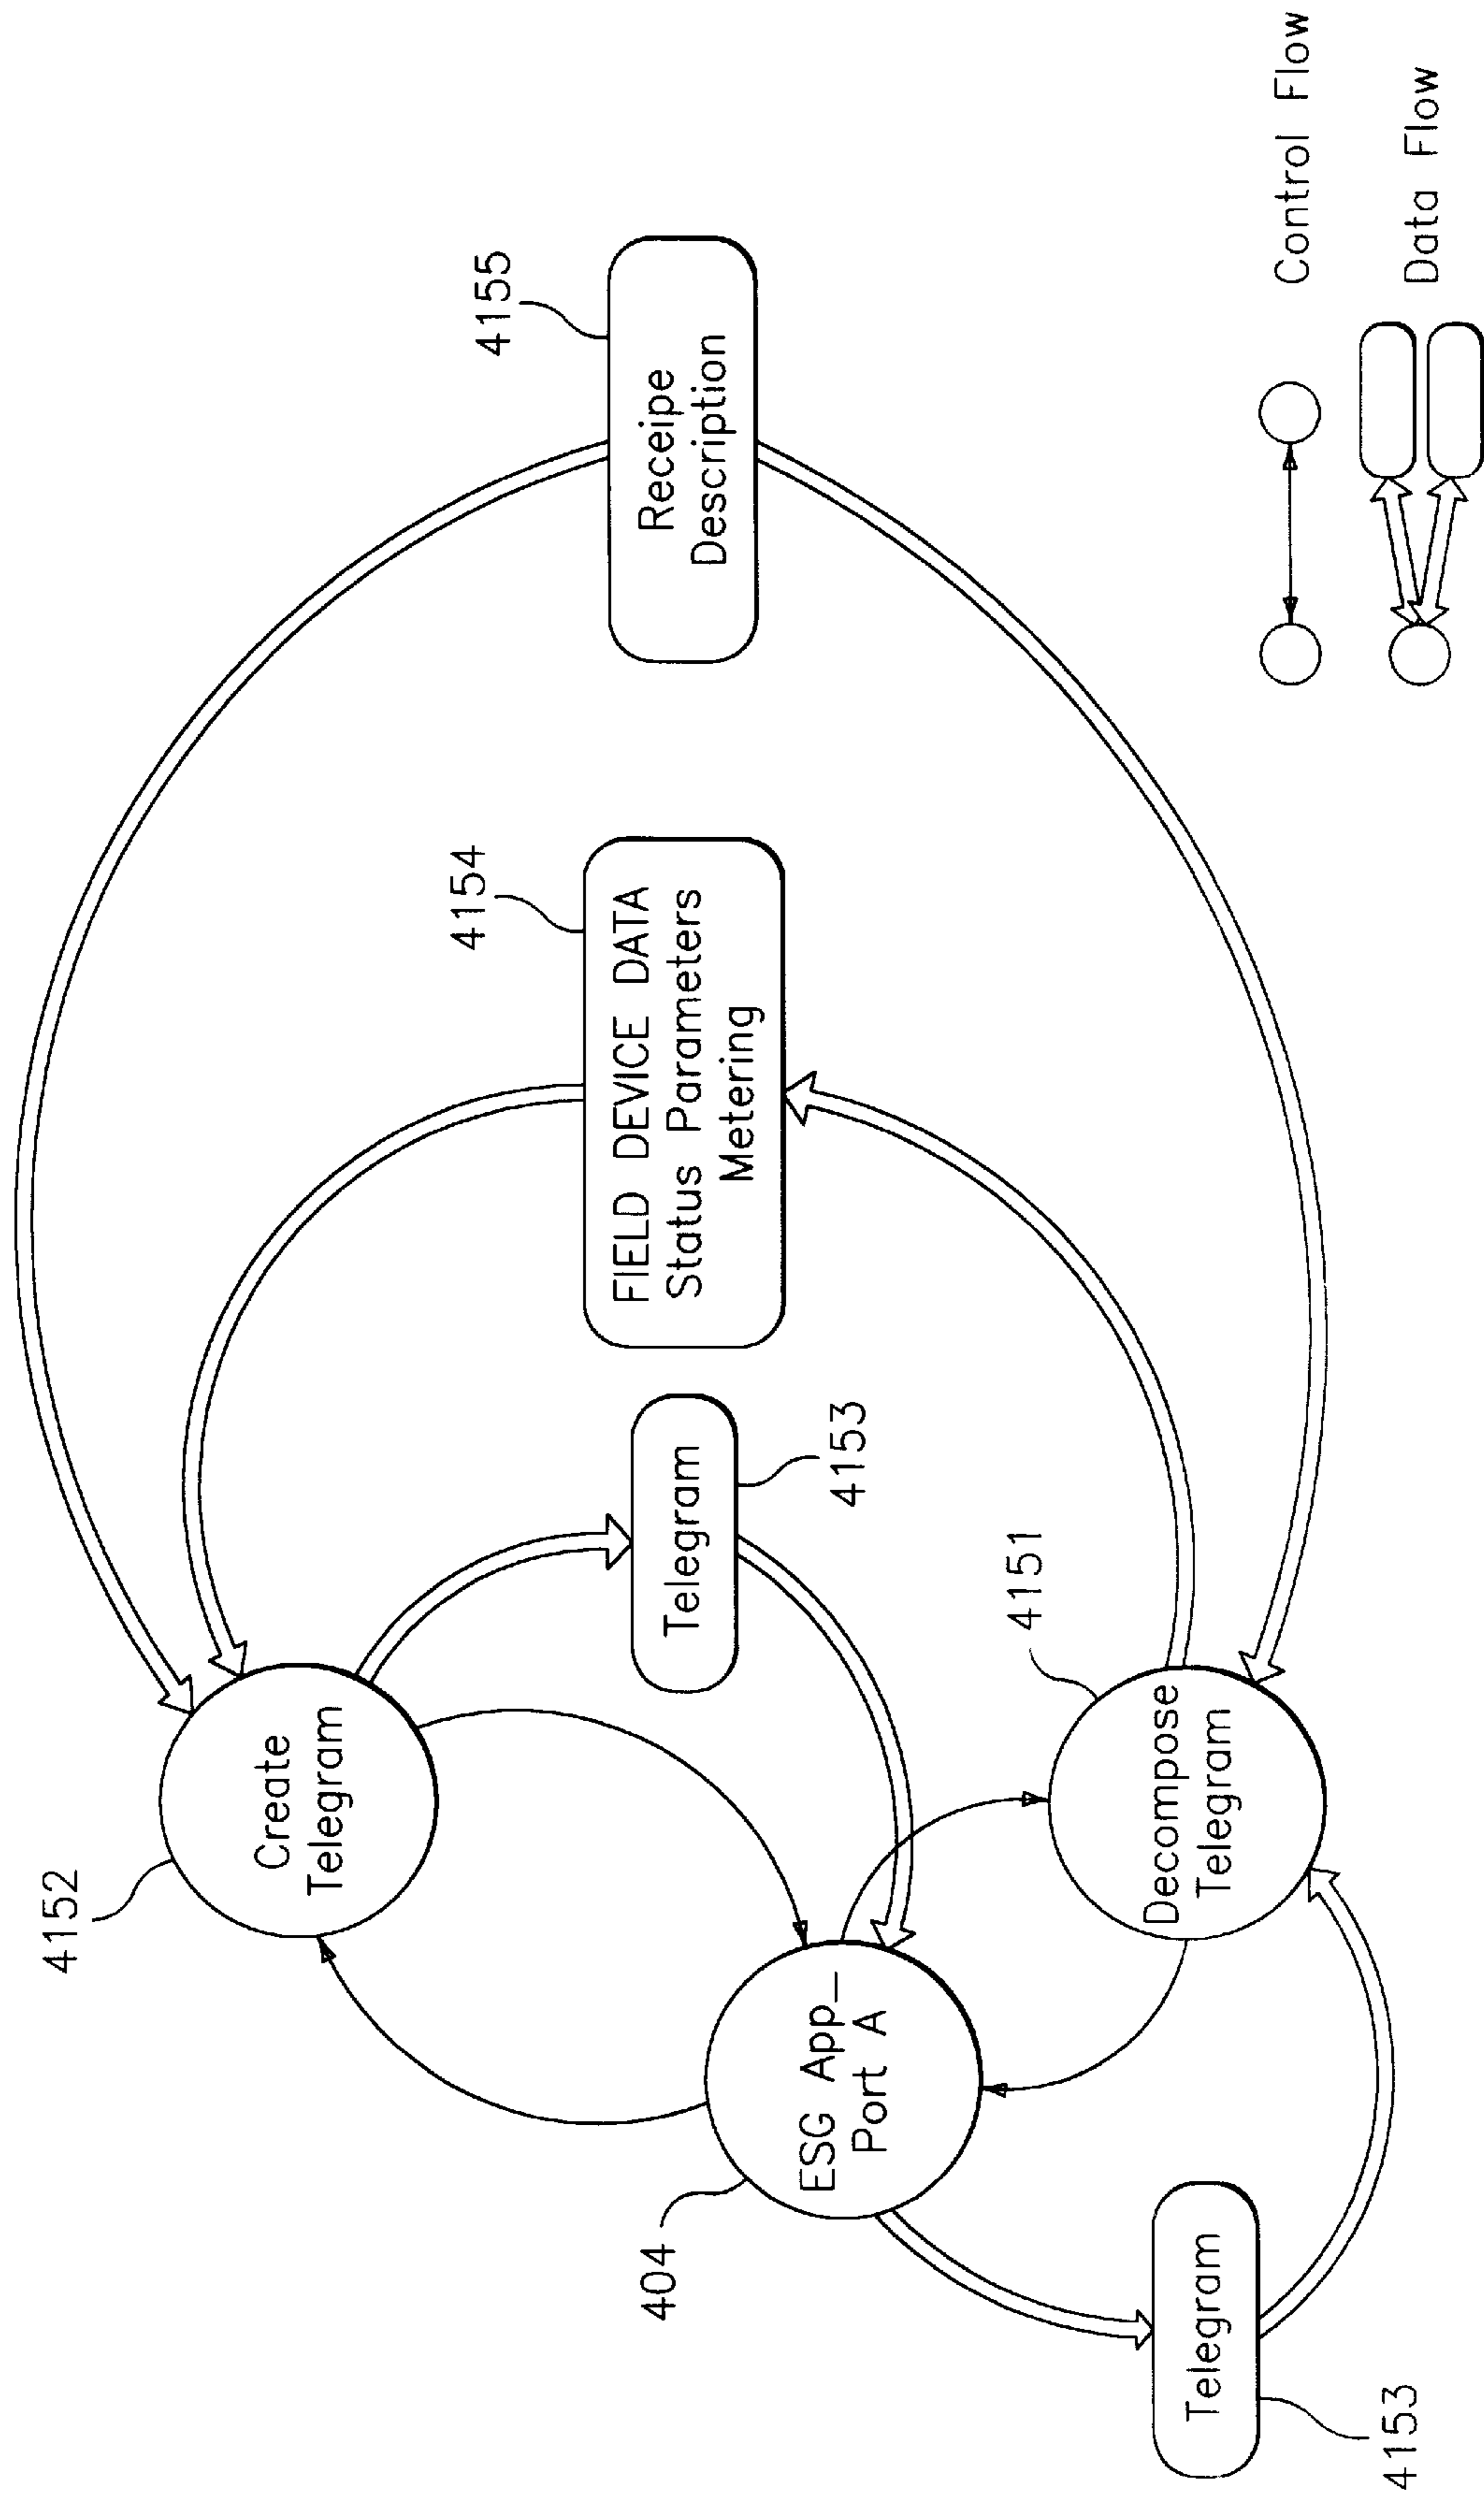 4152
Create
Telegram
4154
4155
FIELD DEVICE DATA
Status Parameters
Metering
Receipe
Description
404
ESG App–
Port A
Telegram
4153
4151
Decompose
Telegram
Telegram
4153
Control Flow
Data Flow